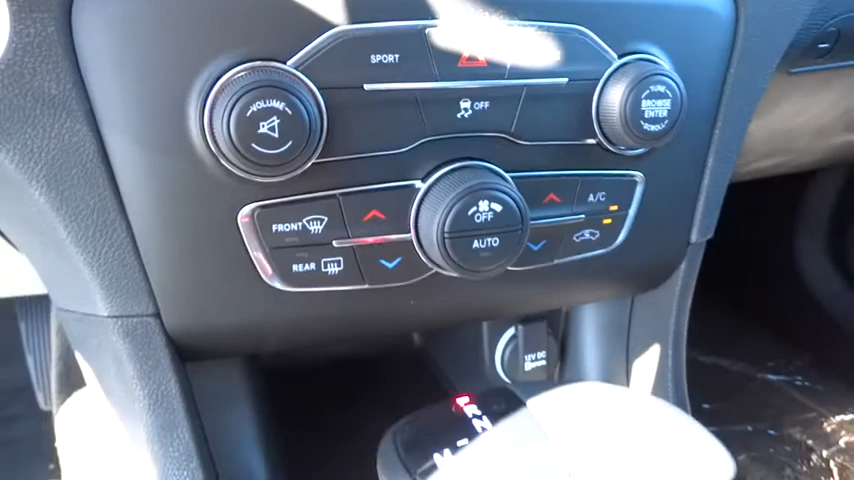 SPORT
VOLUME
OFF
TUNE
BROWSE
ENTER
SCROLL
FRONT
OFF
AUTO
A/C
REAR
12V DC
R
N
M